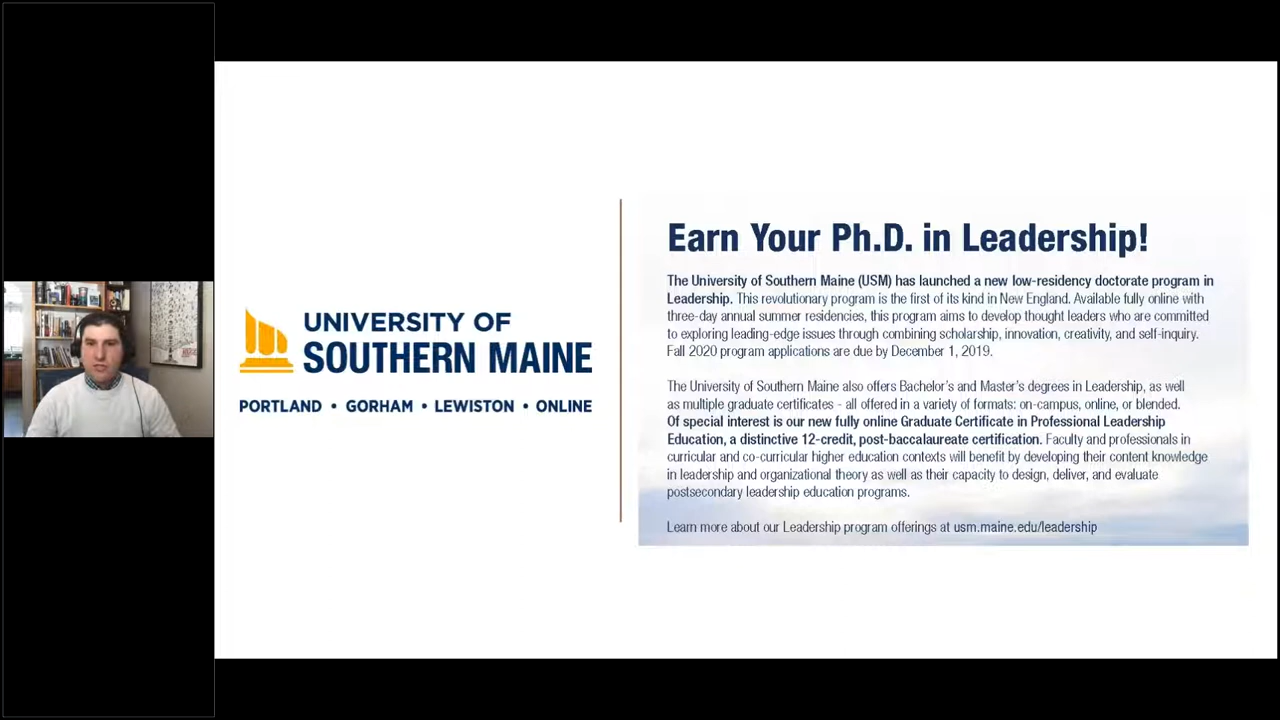 UNIVERSITY OF
SOUTHERN MAINE
PORTLAND • GORHAM • LEWISTON • ONLINE
Earn Your Ph.D. in Leadership!
The University of Southern Maine (USM) has launched a new low-residency doctorate program in
Leadership. This revolutionary program is the first of its kind in New England. Available fully online with
three-day annual summer residencies, this program aims to develop thought leaders who are committed
to exploring leading-edge issues through combining scholarship, innovation, creativity, and self-inquiry.
Fall 2020 program applications are due by December 1, 2019.
The University of Southern Maine also offers Bachelor's and Master's degrees in Leadership, as well
as multiple graduate certificates - all offered in a variety of formats: on-campus, online, or blended.
Of special interest is our new fully online Graduate Certificate in Professional Leadership
Education, a distinctive 12-credit, post-baccalaureate certification. Faculty and professionals in
curricular and co-curricular higher education contexts will benefit by developing their content knowledge
in leadership and organizational theory as well as their capacity to design, deliver, and evaluate
postsecondary leadership education programs.
Learn more about our Leadership program offerings at usm.maine.edu/leadership